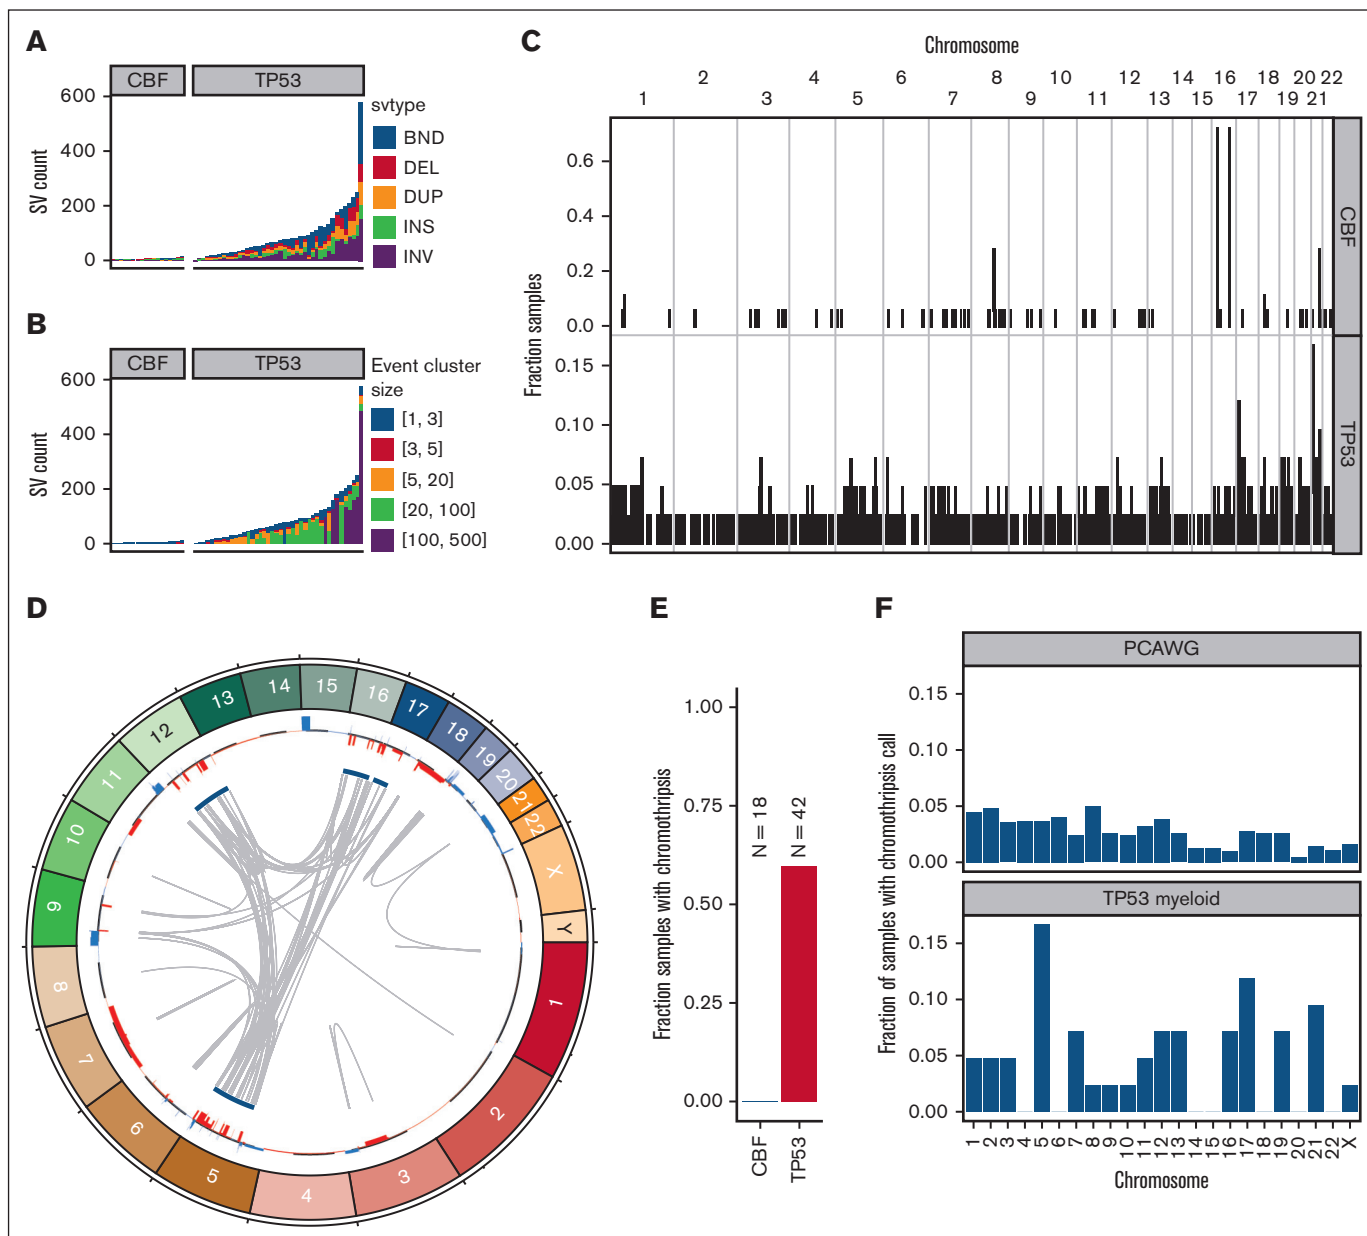 A
CBF
TP53
600
400
200
0
SV count
svtype
BND
DEL
DUP
INS
INV
B
CBF
TP53
600
400
200
0
SV count
Event cluster
size
[1, 3]
[3, 5]
[5, 20]
[20, 100]
[100, 500]
C
Chromosome
2 4 6 8 10 12 14 16 18 20 22
1 3 5 7 9 11 13 15 17 19 21
Fraction samples
0.6
0.4
0.2
0.0
CBF
0.15
0.10
0.05
0.00
TP53
D
1
2
3
4
5
6
7
8
9
10
11
12
13
14
15
16
17
18
19
20
21
22
X
Y
E
Fraction samples with chromothripsis
1.00
0.75
0.50
0.25
0.00
N = 18
N = 42
CBF
TP53
F
Fraction of samples with chromothripsis call
PCAWG
0.15
0.10
0.05
0.00
TP53 myeloid
0.15
0.10
0.05
0.00
1 2 3 4 5 6 7 8 9 10 11 12 13 14 15 16 17 18 19 20 21 22 X
Chromosome